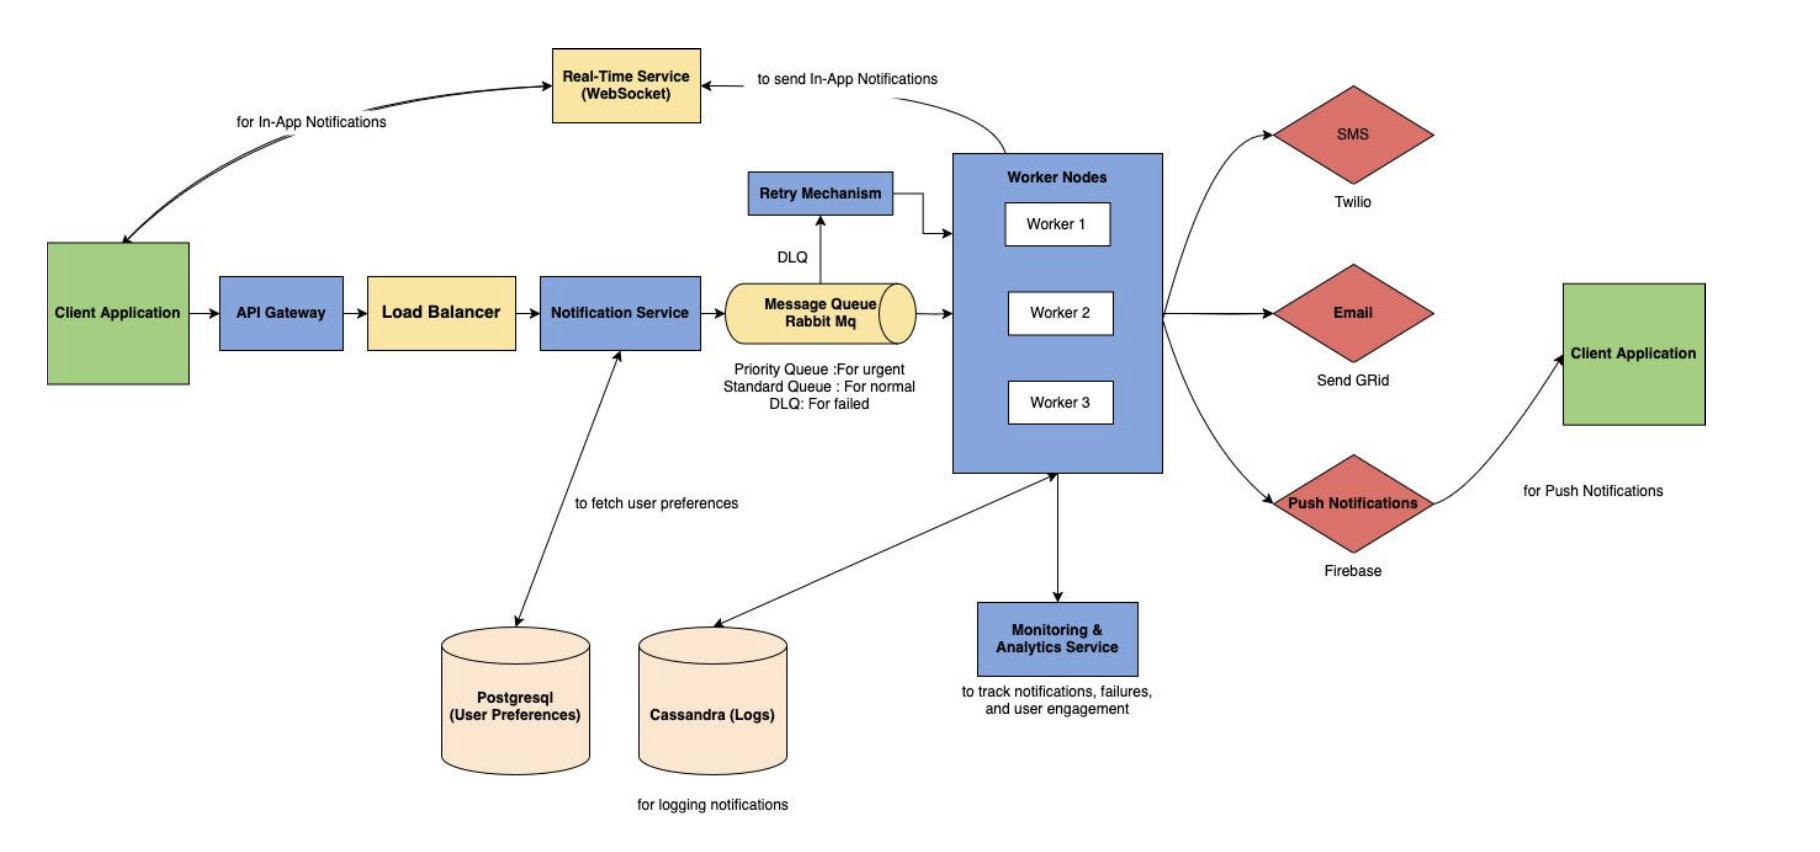 Real-Time Service
(WebSocket)
to send In-App Notifications
for In-App Notifications
SMS
Twilio
Retry Mechanism
Worker Nodes
Worker 1
DLQ
Client Application
API Gateway
Load Balancer
Notification Service
Message Queue
Rabbit Mq
Worker 2
Email
Send GRid
Client Application
Priority Queue :For urgent
Standard Queue : For normal
DLQ: For failed
Worker 3
to fetch user preferences
Push Notifications
Firebase
for Push Notifications
Postgresql
(User Preferences)
Cassandra (Logs)
for logging notifications
Monitoring &
Analytics Service
to track notifications, failures,
and user engagement